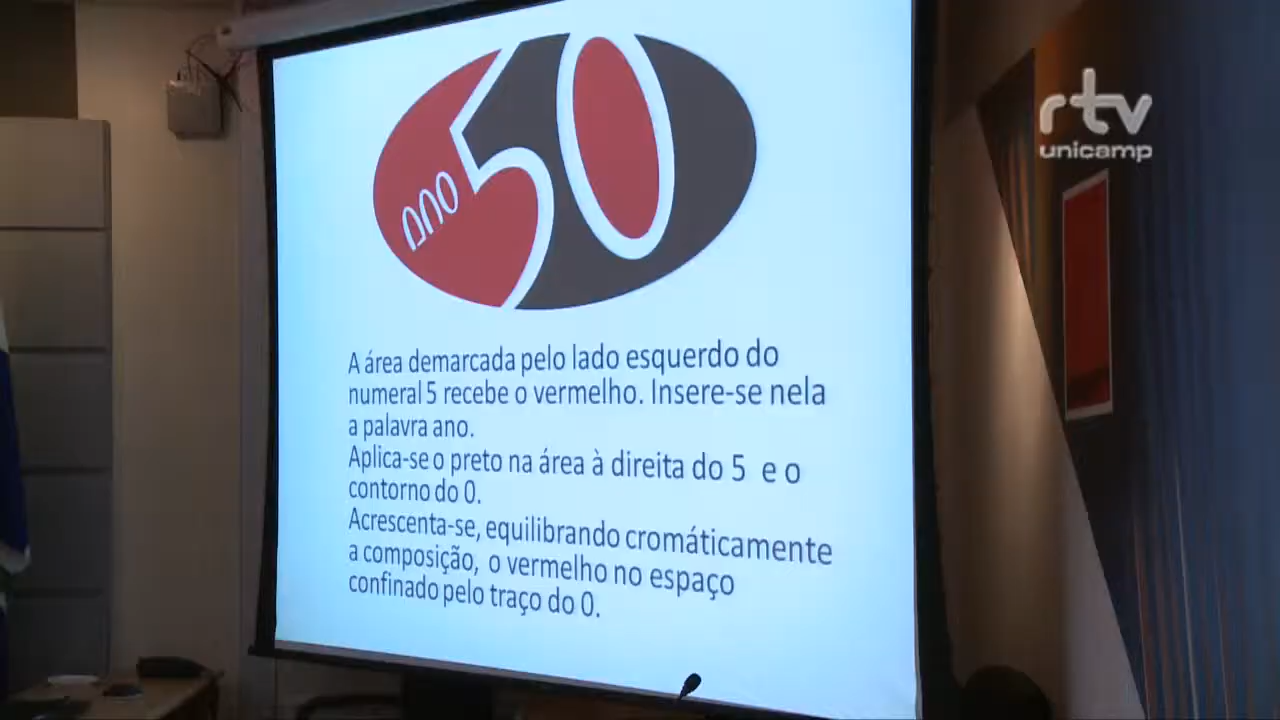 rtv
unicamp
ano
50
A área demarcada pelo lado esquerdo do
numeral 5 recebe o vermelho. Insere-se nela
a palavra ano.
Aplica-se o preto na área à direita do 5 e o
contorno do 0.
Acrescenta-se, equilibrando cromáticamente
a composição, o vermelho no espaço
confinado pelo traço do 0.